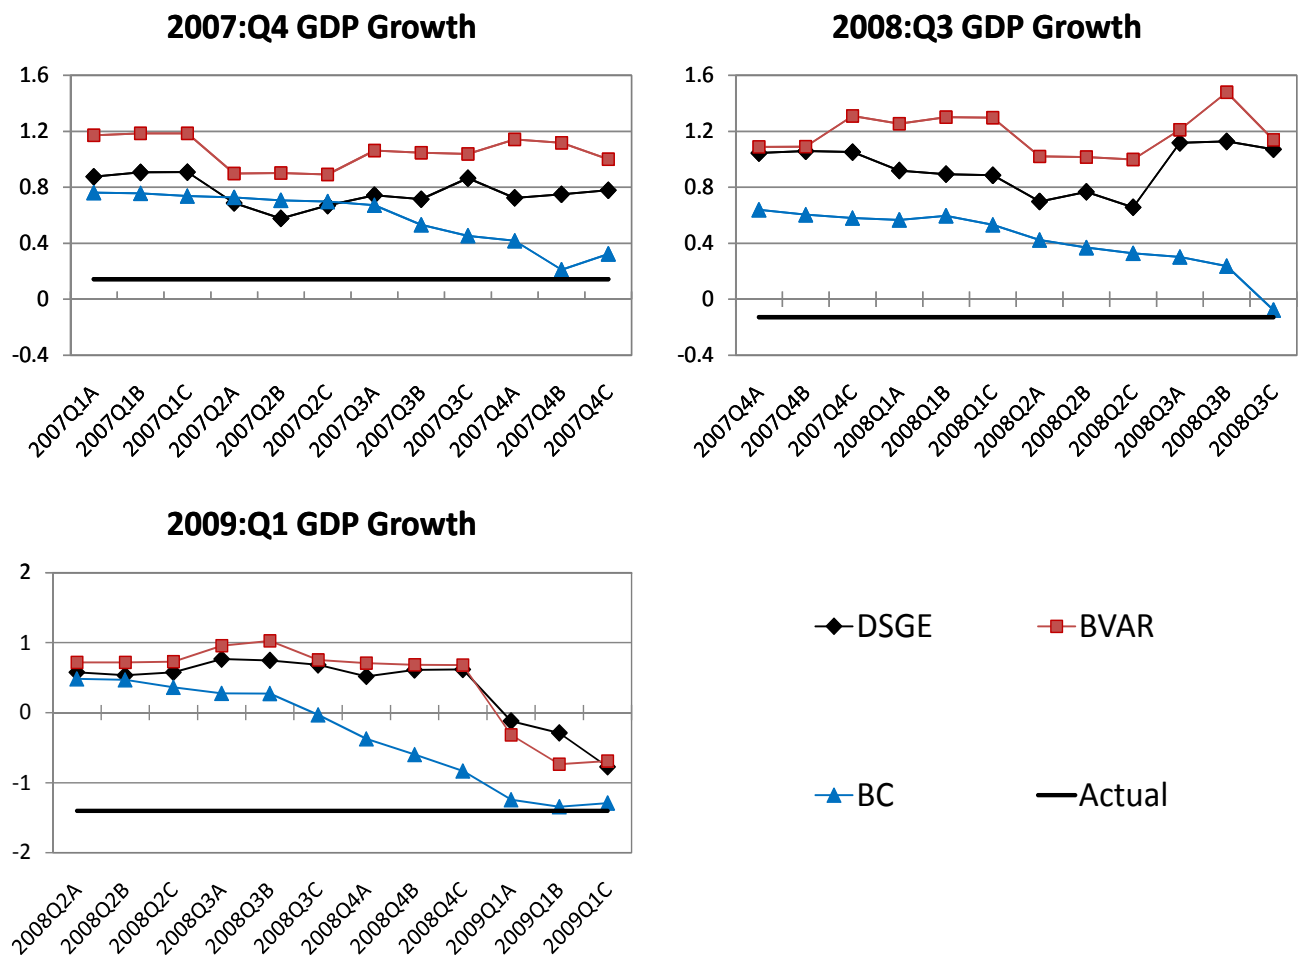 2007:Q4 GDP Growth
1.6
1.2
0.8
0.4
0
-0.4
2007Q1A
2007Q1B
2007Q1C
2007Q2A
2007Q2B
2007Q2C
2007Q3A
2007Q3B
2007Q3C
2007Q4A
2007Q4B
2007Q4C
2008:Q3 GDP Growth
1.6
1.2
0.8
0.4
0
-0.4
2007Q4A
2007Q4B
2007Q4C
2008Q1A
2008Q1B
2008Q1C
2008Q2A
2008Q2B
2008Q2C
2008Q3A
2008Q3B
2008Q3C
2009:Q1 GDP Growth
2
1
0
-1
-2
2008Q2A
2008Q2B
2008Q2C
2008Q3A
2008Q3B
2008Q3C
2008Q4A
2008Q4B
2008Q4C
2009Q1A
2009Q1B
2009Q1C
DSGE
BVAR
BC
Actual